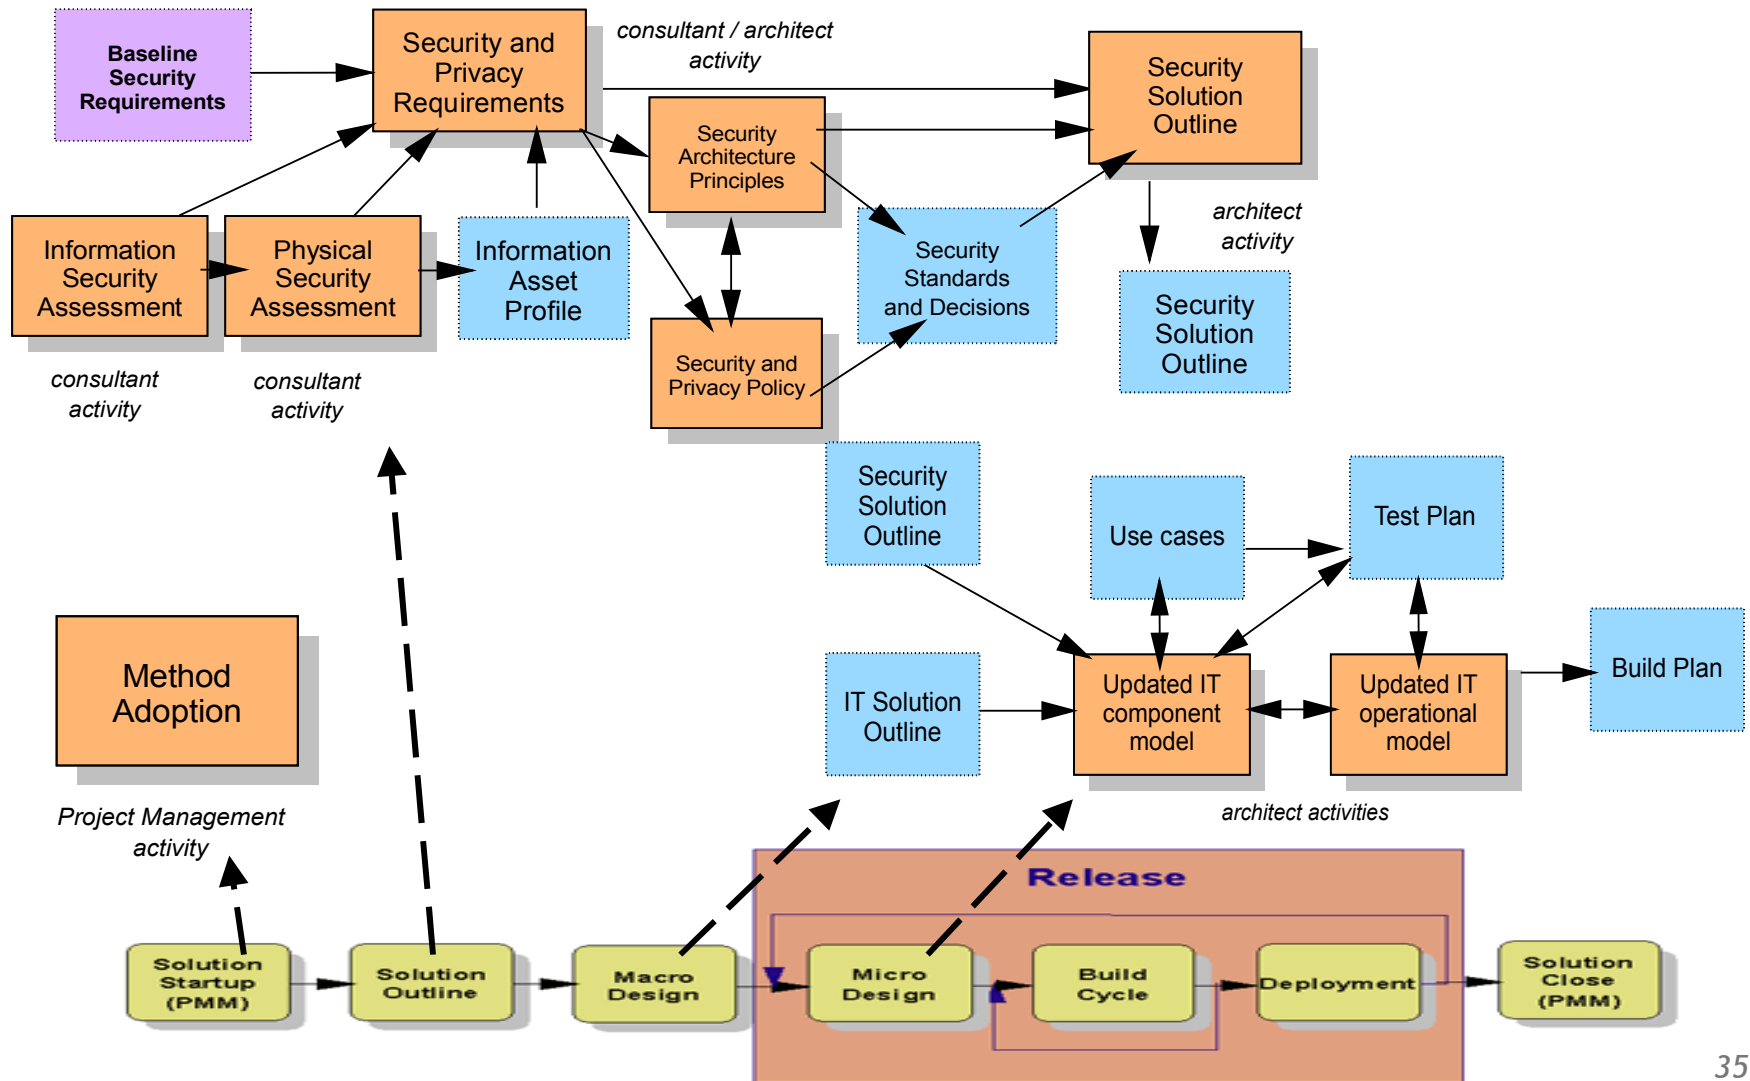 Baseline
Security
Requirements
Security and
Privacy
Requirements
consultant / architect
activity
Security
Solution
Outline
Security
Architecture
Principles
Information
Security
Assessment
Physical
Security
Assessment
Information
Asset
Profile
Security
Standards
and Decisions
architect
activity
Security
Solution
Outline
Security and
Privacy Policy
consultant
activity
consultant
activity
Security
Solution
Outline
Use cases
Test Plan
Method
Adoption
IT Solution
Outline
Updated IT
component
model
Updated IT
operational
model
Build Plan
Project Management
activity
architect activities
Release
Solution
Startup
(PMM)
Solution
Outline
Macro
Design
Micro
Design
Build
Cycle
Deployment
Solution
Close
(PMM)
35